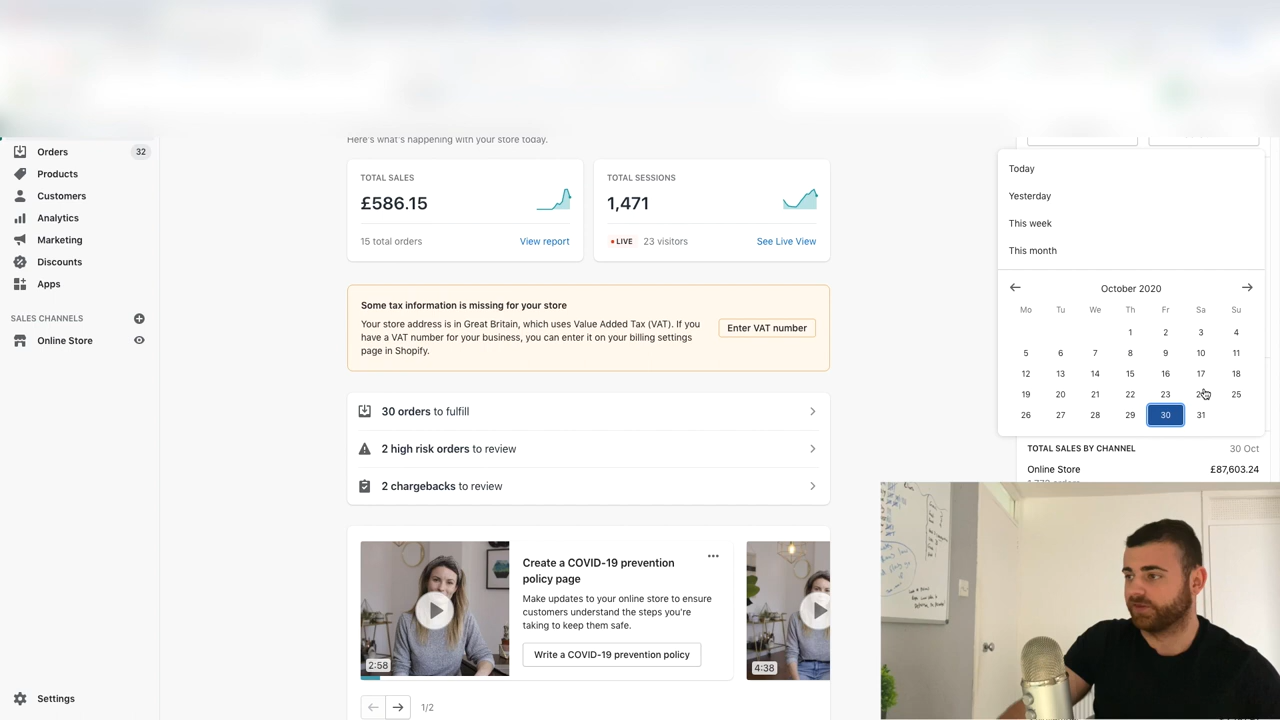 Here's what's happening with your store today.
Orders
32
Products
Customers
Analytics
Marketing
Discounts
Apps
SALES CHANNELS
Online Store
Settings
TOTAL SALES
£586.15
15 total orders
View report
TOTAL SESSIONS
1,471
LIVE
23 visitors
See Live View
Some tax information is missing for your store
Your store address is in Great Britain, which uses Value Added Tax (VAT). If you
have a VAT number for your business, you can enter it on your billing settings
page in Shopify.
Enter VAT number
30 orders to fulfill
2 high risk orders to review
2 chargebacks to review
Create a COVID-19 prevention
policy page
Make updates to your online store to ensure
customers understand the steps you're
taking to keep them safe.
Write a COVID-19 prevention policy
2:58
4:38
1/2
Today
Yesterday
This week
This month
October 2020
Mo Tu We Th Fr Sa Su
1 2 3 4
5 6 7 8 9 10 11
12 13 14 15 16 17 18
19 20 21 22 23 25
26 27 28 29 30 31
TOTAL SALES BY CHANNEL
30 Oct
Online Store
£87,603.24